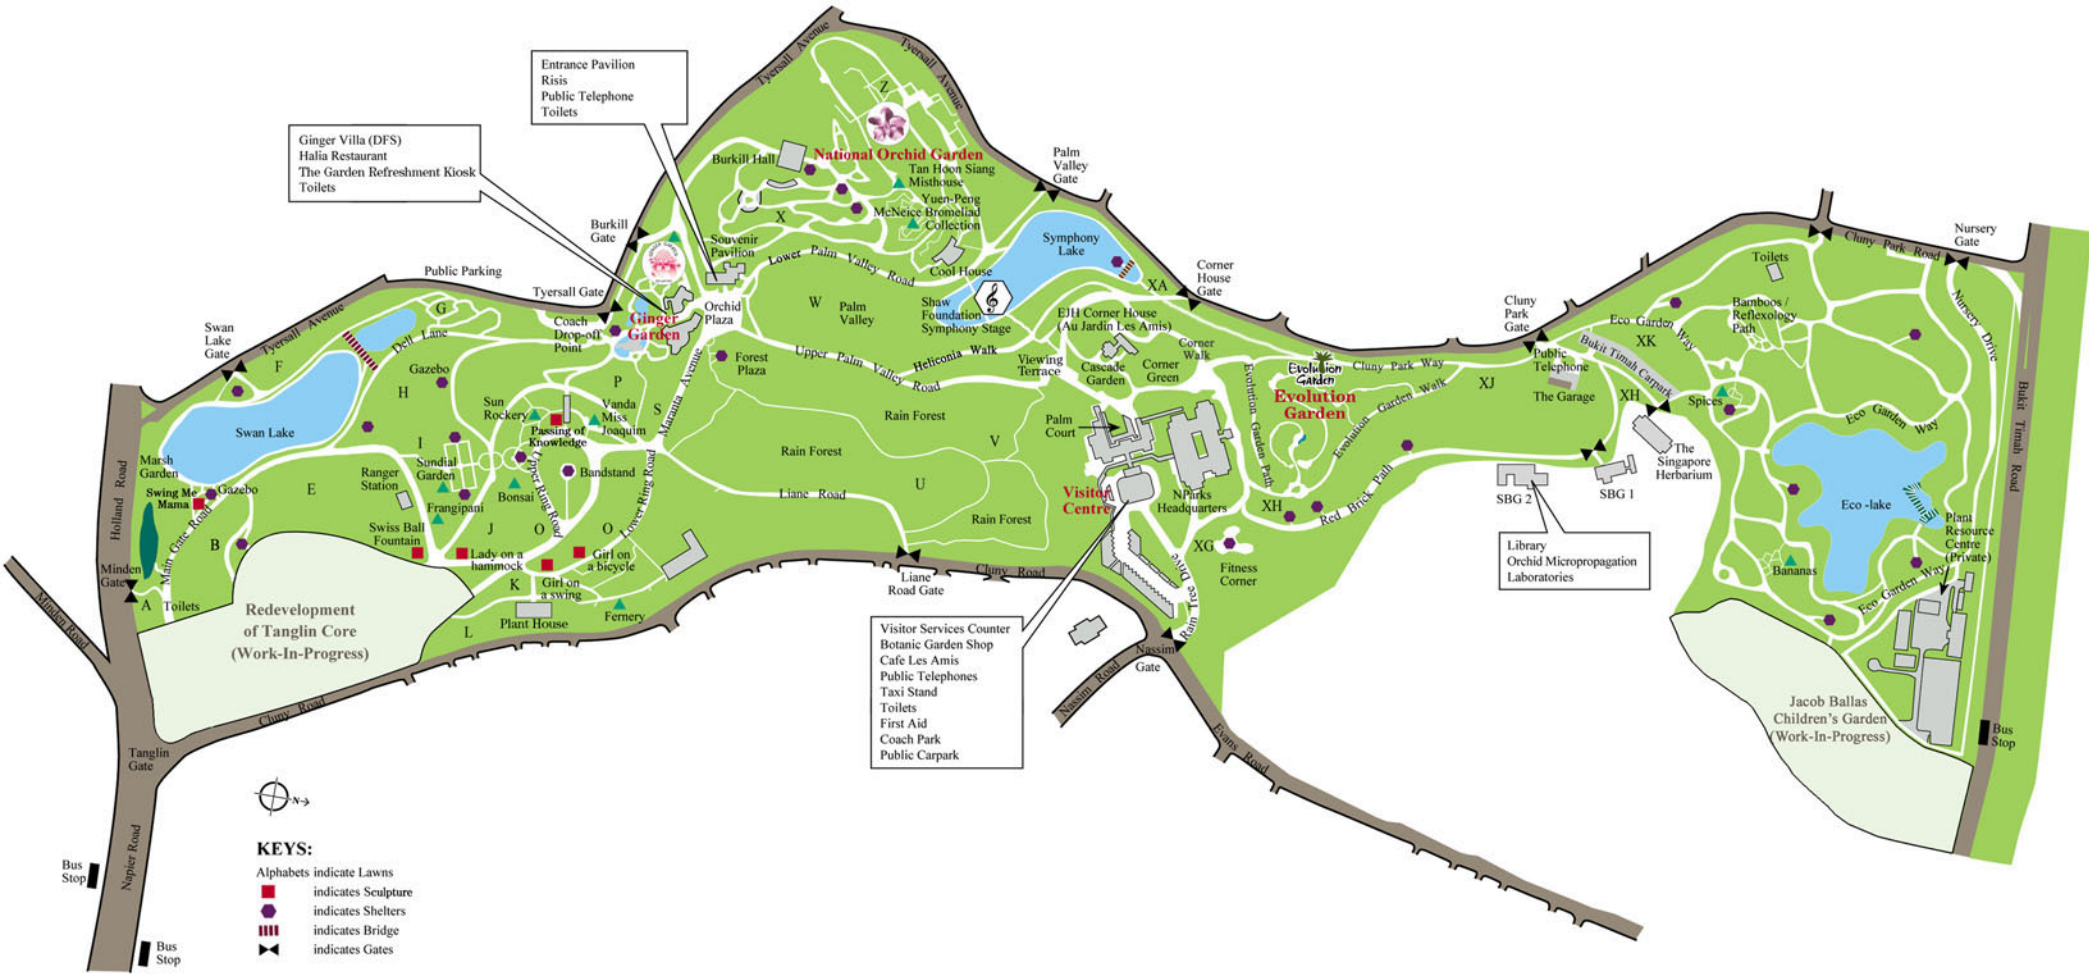 Tyersall Avenue
Tyersall Avenue
Entrance Pavilion
Risis
Public Telephone
Toilets
Ginger Villa (DFS)
Halia Restaurant
The Garden Refreshment Kiosk
Toilets
Z
National Orchid Garden
Burkill Hall
Tan Hoon Siang
Misthouse
Yuen-Peng
McNeice Bromeliad
Collection
X
Palm
Valley
Gate
Burkill
Gate
Souvenir
Pavilion
Lower Palm Valley Road
Cool House
Symphony
Lake
Public Parking
Tyersall Gate
Coach
Drop-off
Point
Ginger
Garden
Orchid
Plaza
W
Palm
Valley
Shaw
Foundation
Symphony Stage
XA
Corner
House
Gate
EJH Corner House
(Au Jardin Les Amis)
Swan
Lake
Gate
Tyersall Avenue
G
Dell Lane
F
Gazebo
H
Forest
Plaza
Upper Palm Valley Road
Heliconia Walk
Viewing
Terrace
Cascade
Garden
Corner
Green
Corner
Walk
Evolution
Garden
Evolution
Garden
Cluny Park Way
Evolution Garden Walk
Evolution Garden Path
XJ
Cluny
Park
Gate
Public
Telephone
The Garage
Bukit Timah Carpark
XK
Eco Garden Way
Toilets
Bamboos /
Reflexology
Path
Cluny Park Road
Nursery
Gate
Nursery Drive
Bukit Timah Road
Swan Lake
Sun
Rockery
P
Vanda
Miss
Joaquim
S
Maranta Avenue
Passing of
Knowledge
Rain Forest
Rain Forest
V
U
Rain Forest
Palm
Court
XH
Spices
Eco Garden Way
Holland Road
Marsh
Garden
Swing Me
Mama
Gazebo
E
I
Ranger
Station
Sundial
Garden
Frangipani
Bonsai
Bandstand
Upper Ring Road
Lower Ring Road
Liane Road
Visitor
Centre
NParks
Headquarters
XH
Red Brick Path
SBG 2
SBG 1
The
Singapore
Herbarium
Eco -lake
Plant
Resource
Centre
(Private)
Main Gate Road
B
Swiss Ball
Fountain
J
O
O
Lady on a
hammock
Girl on
a bicycle
Girl on
a swing
K
Plant House
Fernery
L
Liane
Road Gate
Cluny Road
XG
Fitness
Corner
Rain Tree Drive
Library
Orchid Micropropagation
Laboratories
Bananas
Eco Garden Way
Minden
Gate
A
Toilets
Minden Road
Redevelopment
of Tanglin Core
(Work-In-Progress)
Cluny Road
Visitor Services Counter
Botanic Garden Shop
Cafe Les Amis
Public Telephones
Taxi Stand
Toilets
First Aid
Coach Park
Public Carpark
Nassim
Gate
Nassim Road
Evans Road
Jacob Ballas
Children's Garden
(Work-In-Progress)
Bus
Stop
Tanglin
Gate
Napier Road
N
Bus
Stop
Bus
Stop
KEYS:
Alphabets indicate Lawns
indicates Sculpture
indicates Shelters
indicates Bridge
indicates Gates